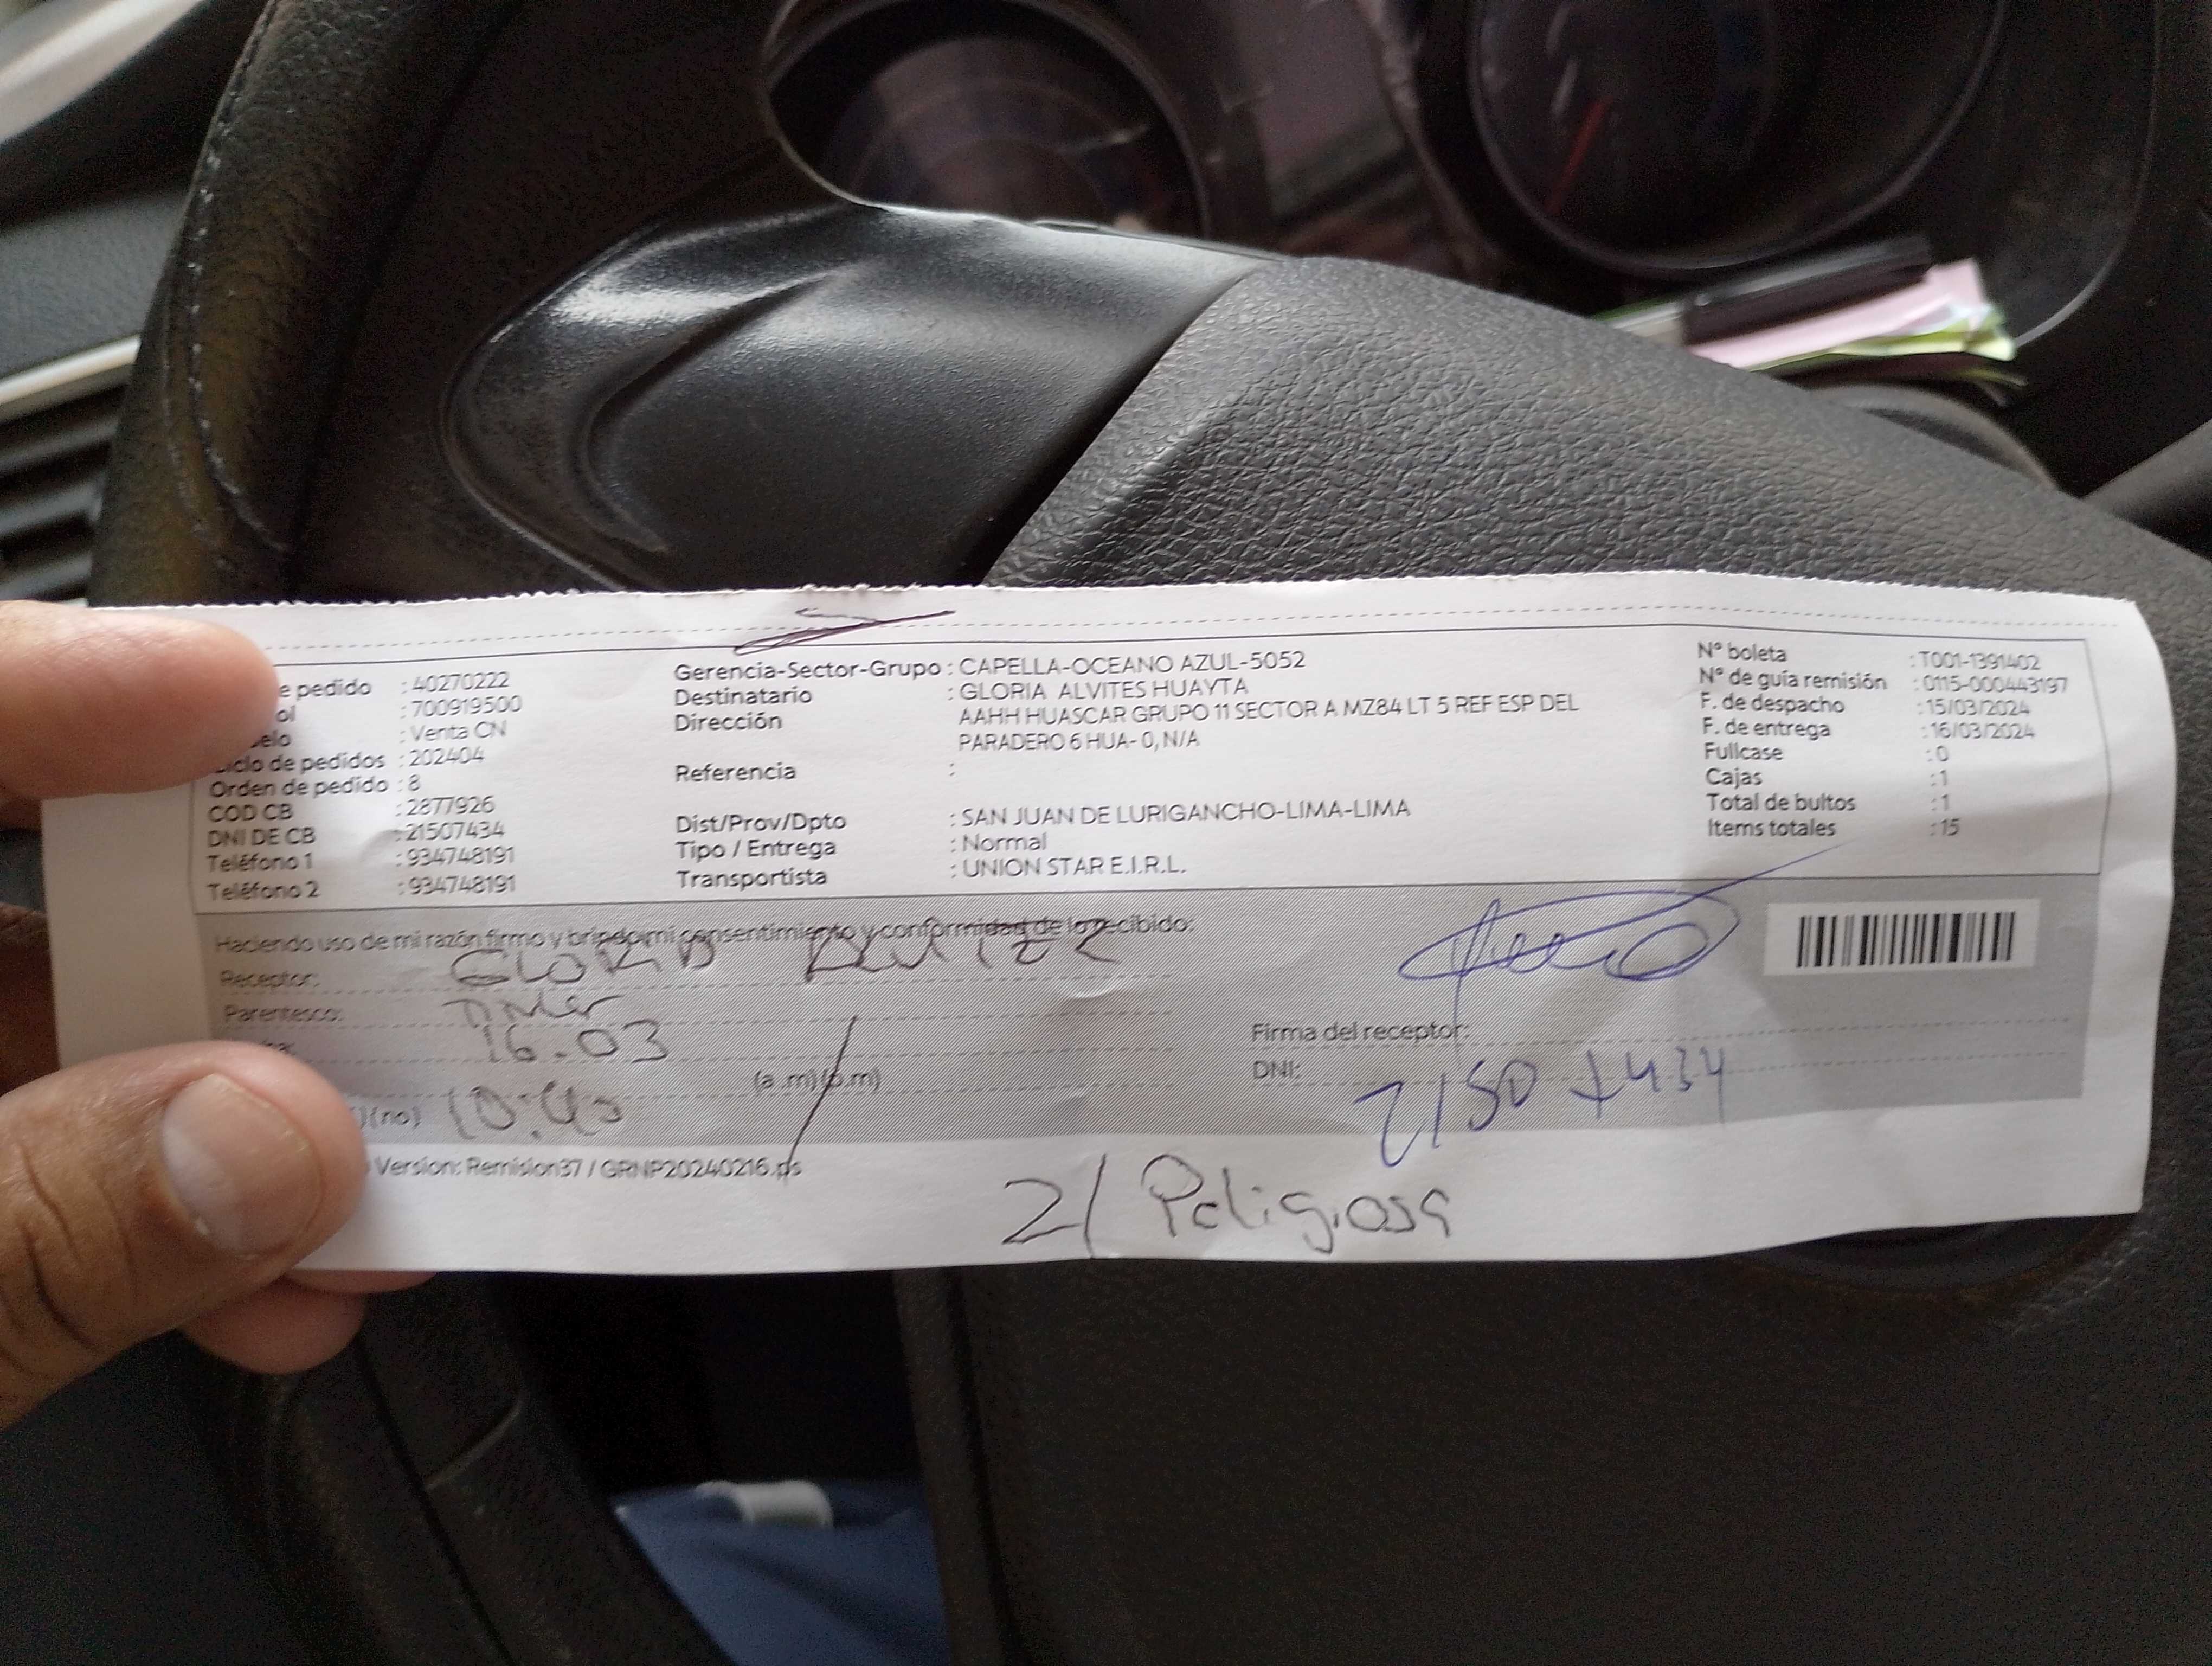 e pedido : 40270222
ol : 700919500
elo : Venta CN
Ciclo de pedidos : 202404
Orden de pedido : 8
COD CB : 2877926
DNI DE CB : 21507434
Teléfono 1 : 934748191
Teléfono 2 : 934748191
Gerencia-Sector-Grupo : CAPELLA-OCEANO AZUL-5052
Destinatario : GLORIA ALVITES HUAYTA
Dirección AAHH HUASCAR GRUPO 11 SECTOR A MZ84 LT 5 REF ESP DEL
PARADERO 6 HUA- 0, N/A
Referencia :
Dist/Prov/Dpto : SAN JUAN DE LURIGANCHO-LIMA-LIMA
Tipo / Entrega : Normal
Transportista : UNION STAR E.I.R.L.
N° boleta : T001-1391402
N° de guía remisión : 0115-000443197
F. de despacho : 15/03/2024
F. de entrega : 16/03/2024
Fullcase : 0
Cajas : 1
Total de bultos : 1
Items totales : 15
Haciendo uso de mi razón firmo y brindo mi consentimiento y conformidad de lo recibido:
Receptor: GLORIA
Parentesco:
16.03
(a .m)(p.m)
)(no) 10:40
Firma del receptor:
DNI: 21507434
Version: Remision37 / GRNP20240216.ps
2/ Peligrosa